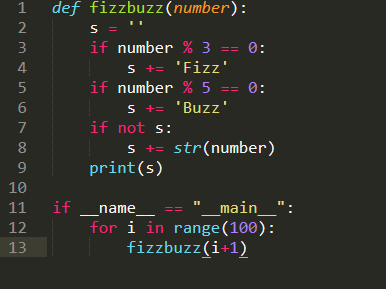 1 def fizzbuzz(number):
2     s = ''
3     if number % 3 == 0:
4         s += 'Fizz'
5     if number % 5 == 0:
6         s += 'Buzz'
7     if not s:
8         s += str(number)
9     print(s)
10
11 if __name__ == "__main__":
12     for i in range(100):
13         fizzbuzz(i+1)